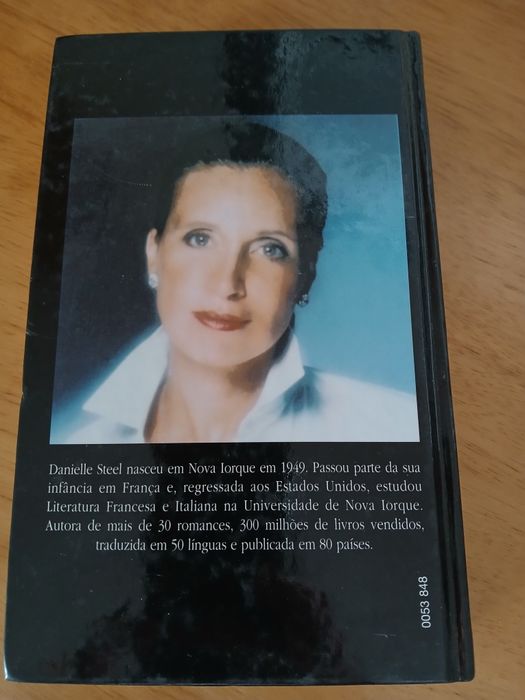 Danielle Steel nasceu em Nova Iorque em 1949. Passou parte da sua
infância em França e, regressada aos Estados Unidos, estudou
Literatura Francesa e Italiana na Universidade de Nova Iorque.
Autora de mais de 30 romances, 300 milhões de livros vendidos,
traduzida em 50 línguas e publicada em 80 países.
0053 848